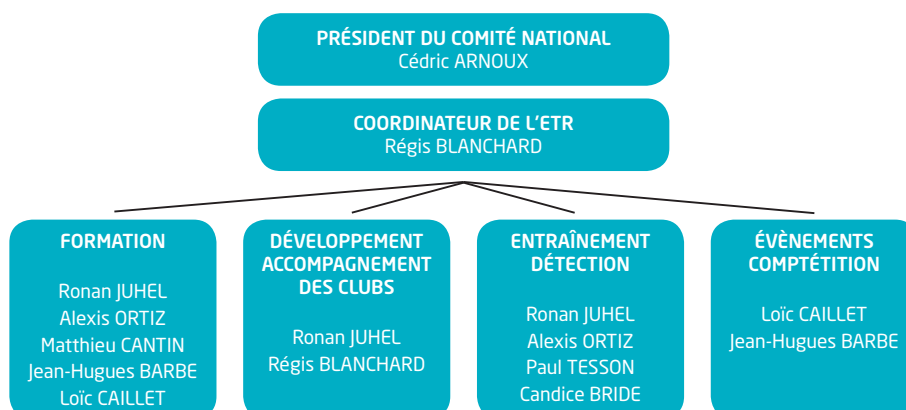 PRÉSIDENT DU COMITÉ NATIONAL
Cédric ARNOUX
COORDINATEUR DE L'ETR
Régis BLANCHARD
FORMATION
Ronan JUHEL
Alexis ORTIZ
Matthieu CANTIN
Jean-Hugues BARBE
Loïc CAILLET
DÉVELOPPEMENT
ACCOMPAGNEMENT
DES CLUBS
Ronan JUHEL
Régis BLANCHARD
ENTRAÎNEMENT
DÉTECTION
Ronan JUHEL
Alexis ORTIZ
Paul TESSON
Candice BRIDE
ÉVÈNEMENTS
COMPTÉTITION
Loïc CAILLET
Jean-Hugues BARBE